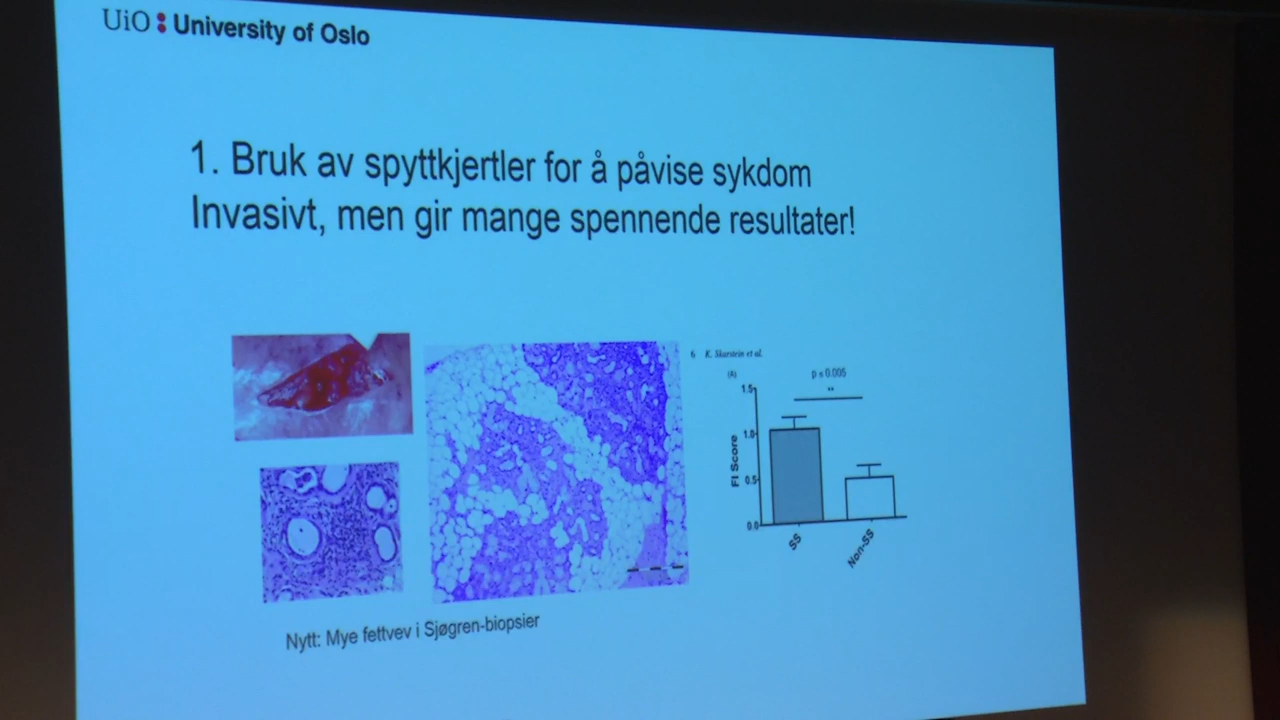 UiO : University of Oslo
1. Bruk av spyttkjertler for å påvise sykdom
Invasivt, men gir mange spennende resultater!
6 K. Skarstein et al.
(A)
p ≤ 0.005
**
1.5
1.0
0.5
0.0
FI Score
SS
Non-SS
Nytt: Mye fettvev i Sjøgren-biopsier